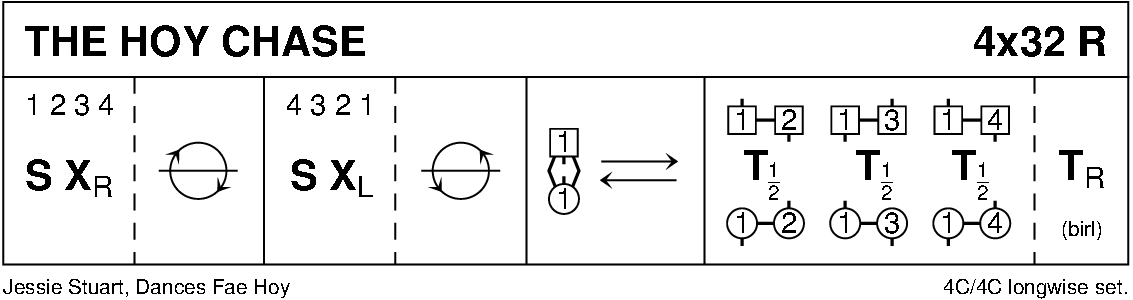 THE HOY CHASE 4x32 R
1 2 3 4 4 3 2 1
1 1 2 1 3 1 4
S XR S XL T1/2 T1/2 T1/2 TR
1 1 2 1 3 1 4 (birl)
Jessie Stuart, Dances Fae Hoy 4C/4C longwise set.